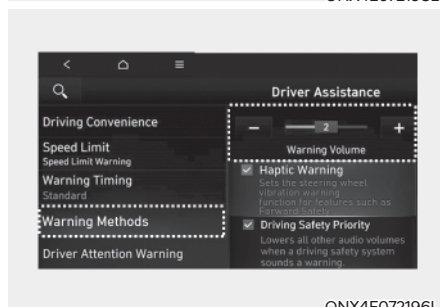 Driver Assistance
Driving Convenience
Speed Limit
Speed Limit Warning
Warning Timing
Standard
Warning Methods
Driver Attention Warning
2
Warning Volume
Haptic Warning
Sets the steering wheel
vibration warning
function for features such as
Forward Safety
Driving Safety Priority
Lowers all other audio volumes
when a driving safety system
sounds a warning.